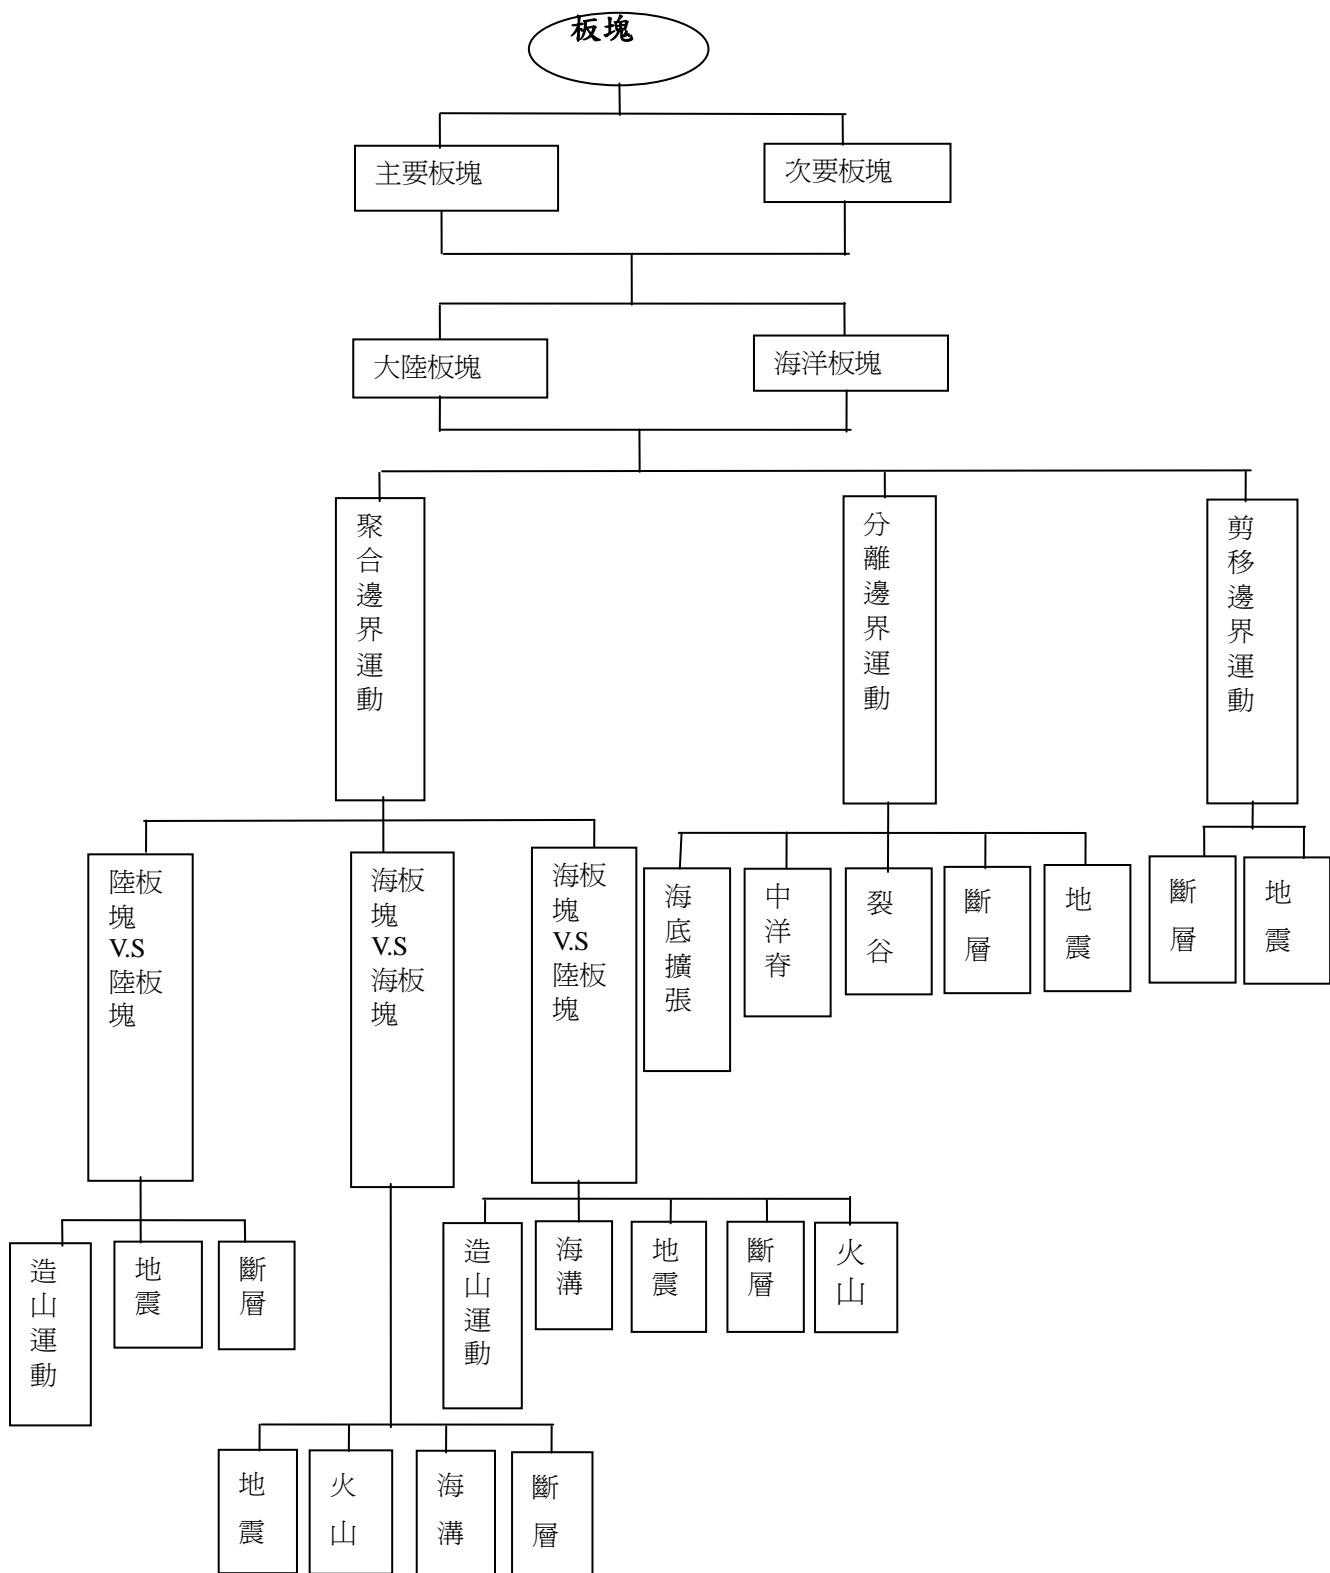 板塊
主要板塊
次要板塊
大陸板塊
海洋板塊
聚合邊界運動
分離邊界運動
剪移邊界運動
陸板
塊
V.S
陸板
塊
海板
塊
V.S
海板
塊
海板
塊
V.S
陸板
塊
海底擴張
中洋脊
裂谷
斷層
地震
斷層
地震
造山運動
地震
斷層
造山運動
海溝
地震
斷層
火山
地震
火山
海溝
斷層